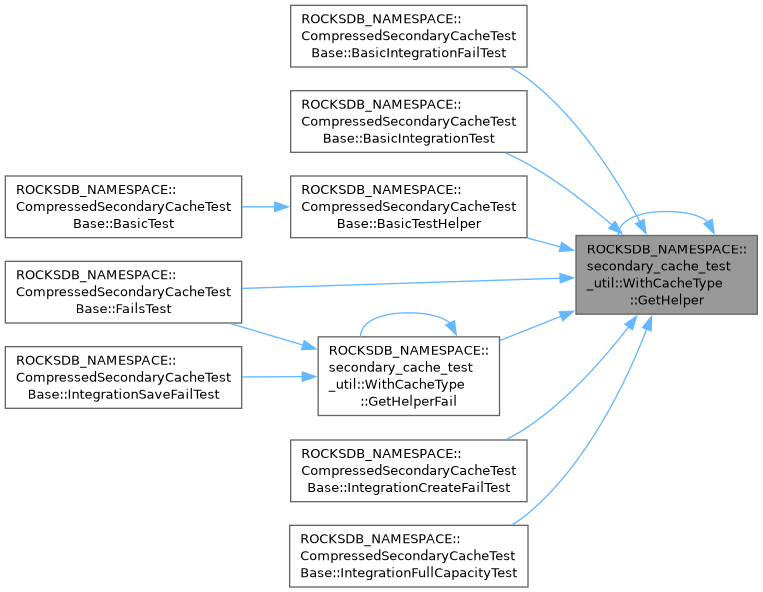 ROCKSDB_NAMESPACE::
CompressedSecondaryCacheTest
Base::BasicIntegrationFailTest
ROCKSDB_NAMESPACE::
CompressedSecondaryCacheTest
Base::BasicIntegrationTest
ROCKSDB_NAMESPACE::
CompressedSecondaryCacheTest
Base::BasicTest
ROCKSDB_NAMESPACE::
CompressedSecondaryCacheTest
Base::BasicTestHelper
ROCKSDB_NAMESPACE::
secondary_cache_test
_util::WithCacheType
::GetHelper
ROCKSDB_NAMESPACE::
CompressedSecondaryCacheTest
Base::FailsTest
ROCKSDB_NAMESPACE::
secondary_cache_test
_util::WithCacheType
::GetHelperFail
ROCKSDB_NAMESPACE::
CompressedSecondaryCacheTest
Base::IntegrationSaveFailTest
ROCKSDB_NAMESPACE::
CompressedSecondaryCacheTest
Base::IntegrationCreateFailTest
ROCKSDB_NAMESPACE::
CompressedSecondaryCacheTest
Base::IntegrationFullCapacityTest